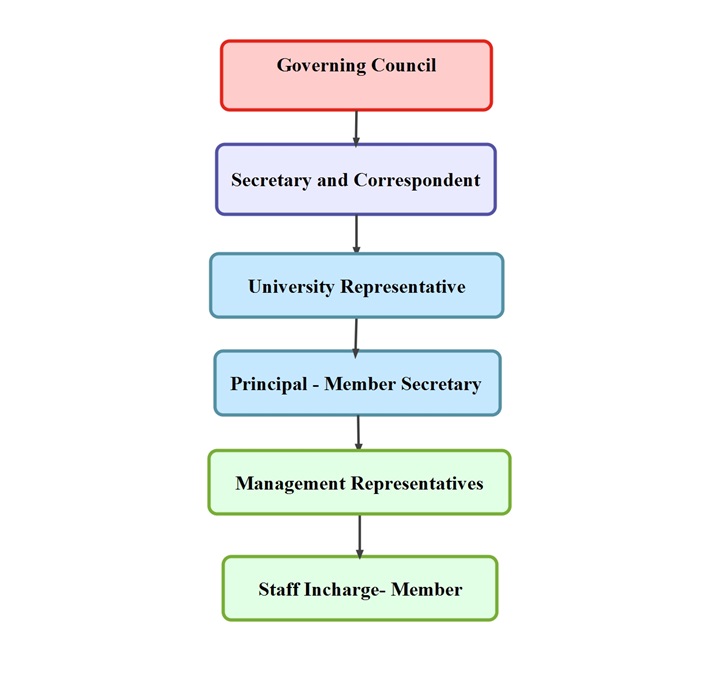 Governing Council
Secretary and Correspondent
University Representative
Principal - Member Secretary
Management Representatives
Staff Incharge- Member